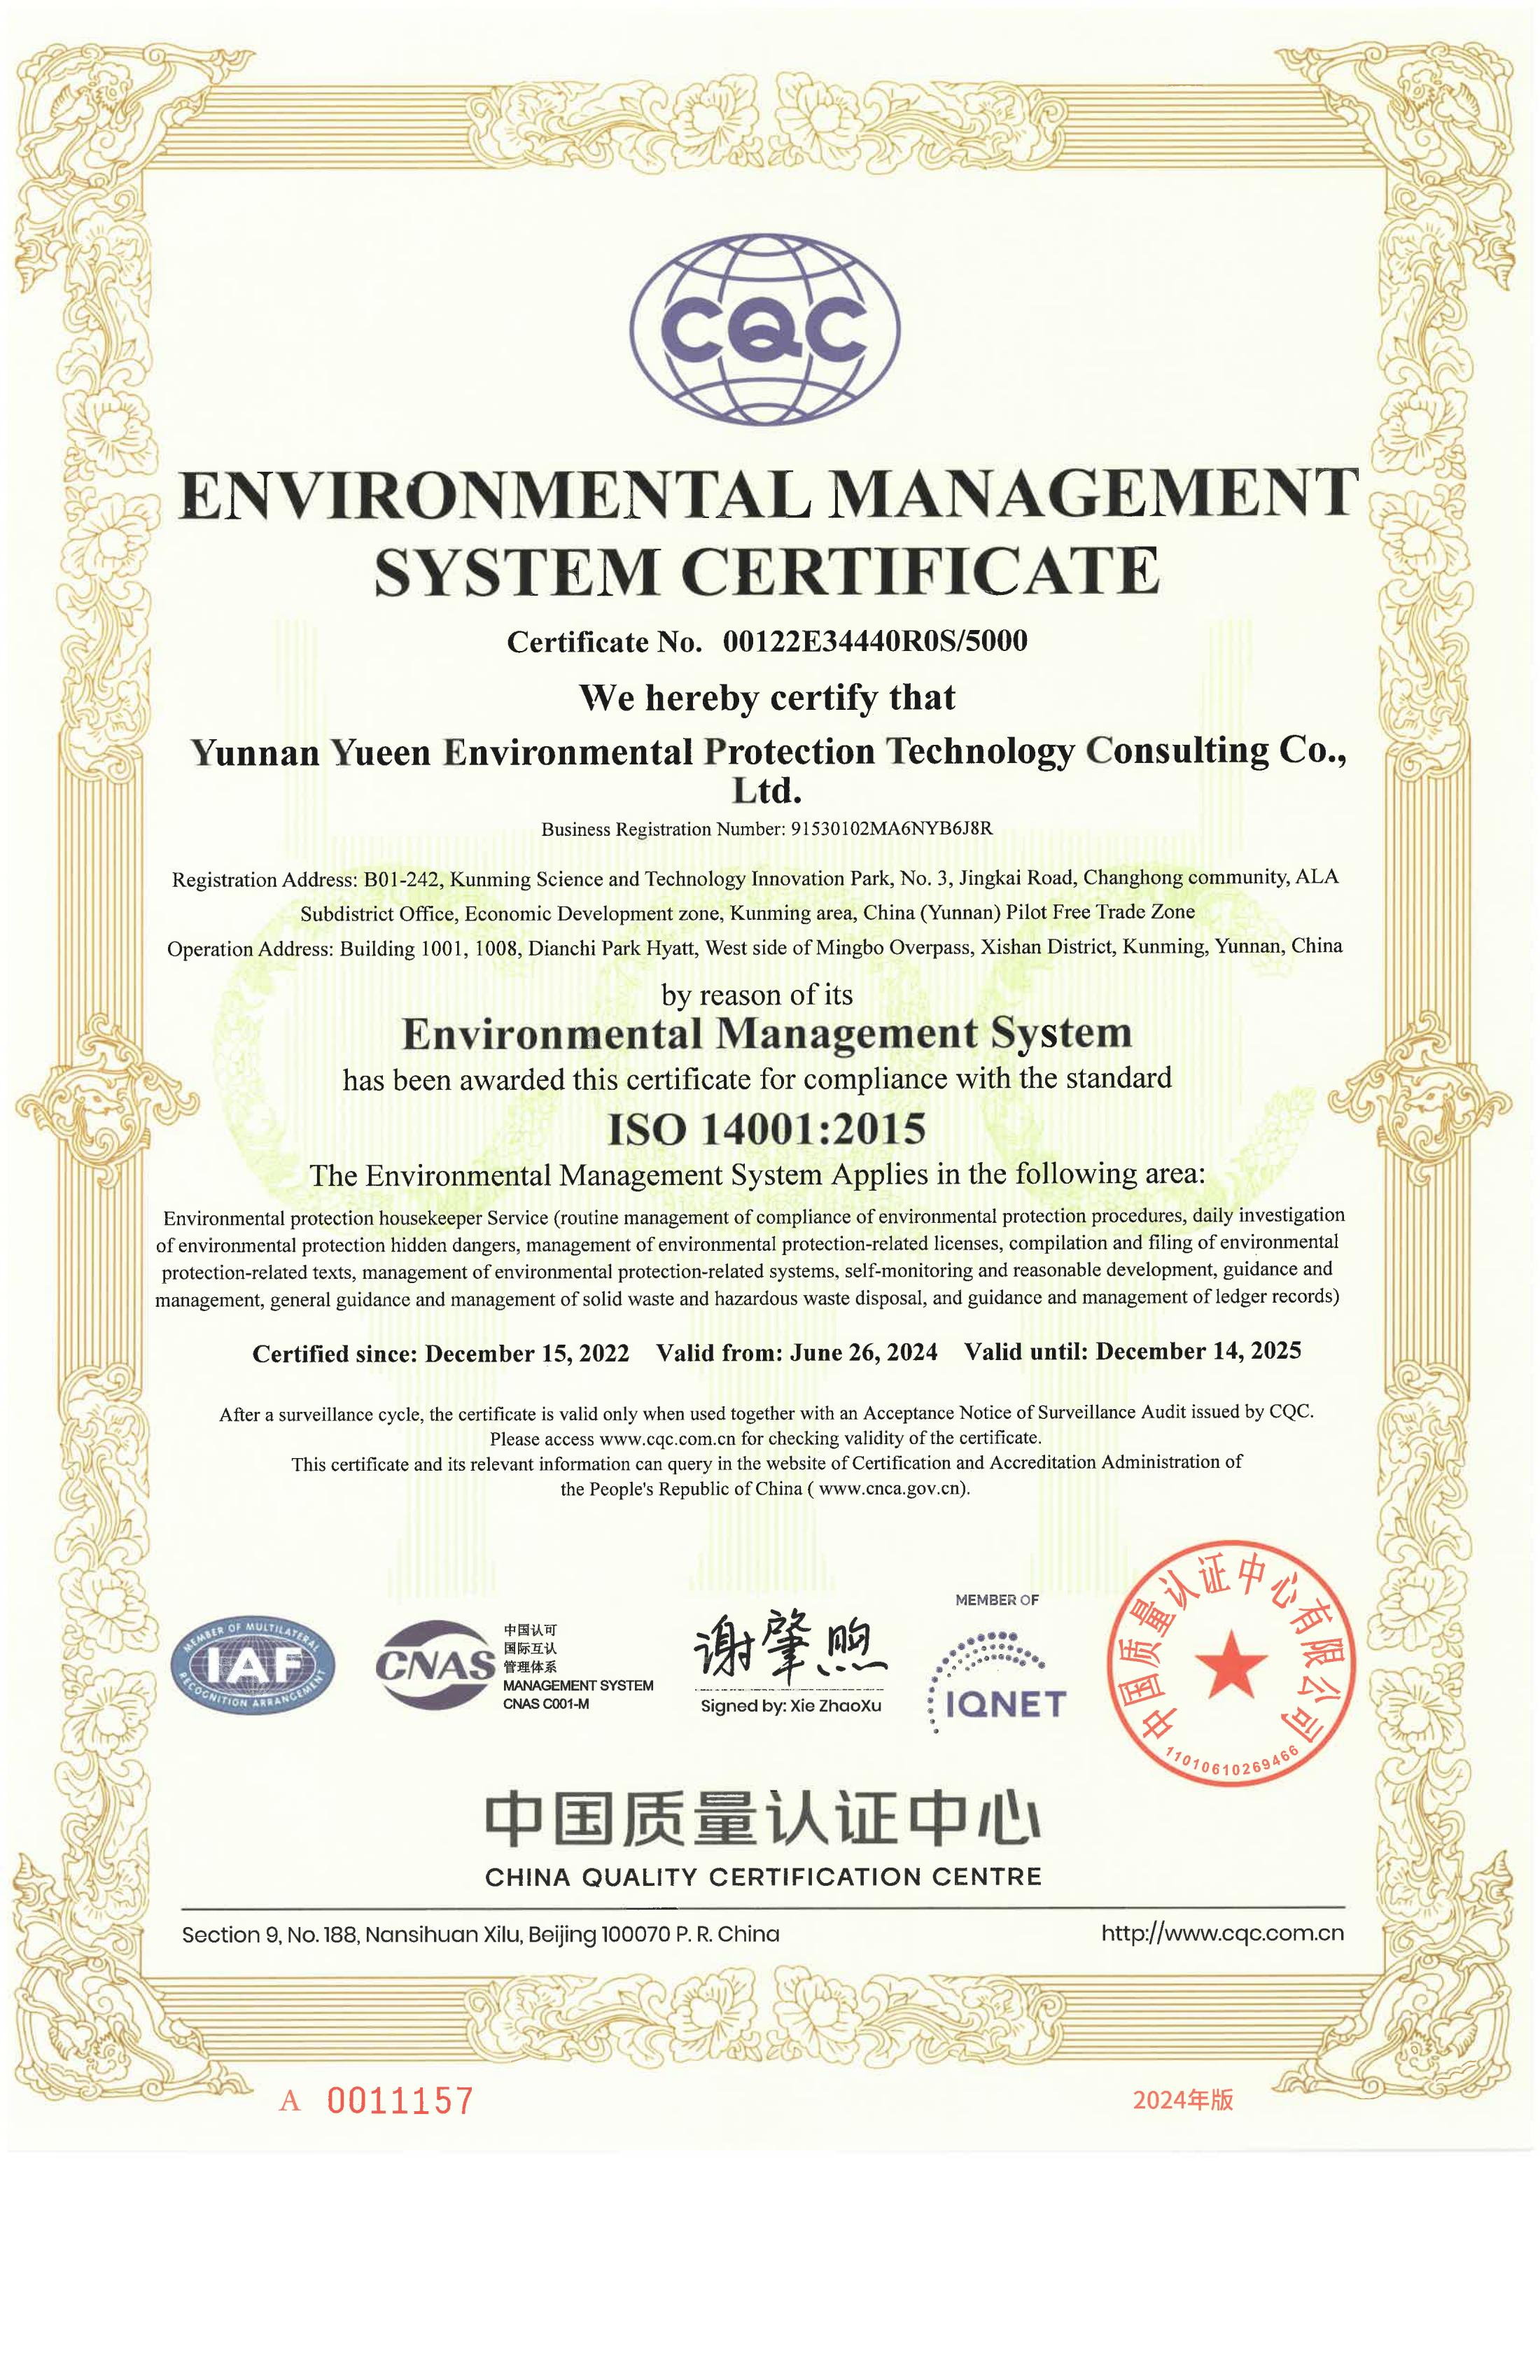 CQC
ENVIRONMENTAL MANAGEMENT
SYSTEM CERTIFICATE
Certificate No. 00122E34440R0S/5000
We hereby certify that
Yunnan Yueen Environmental Protection Technology Consulting Co.,
Ltd.
Business Registration Number: 91530102MA6NYB6J8R
Registration Address: B01-242, Kunming Science and Technology Innovation Park, No. 3, Jingkai Road, Changhong community, ALA
Subdistrict Office, Economic Development zone, Kunming area, China (Yunnan) Pilot Free Trade Zone
Operation Address: Building 1001, 1008, Dianchi Park Hyatt, West side of Mingbo Overpass, Xishan District, Kunming, Yunnan, China
by reason of its
Environmental Management System
has been awarded this certificate for compliance with the standard
ISO 14001:2015
The Environmental Management System Applies in the following area:
Environmental protection housekeeper Service (routine management of compliance of environmental protection procedures, daily investigation
of environmental protection hidden dangers, management of environmental protection-related licenses, compilation and filing of environmental
protection-related texts, management of environmental protection-related systems, self-monitoring and reasonable development, guidance and
management, general guidance and management of solid waste and hazardous waste disposal, and guidance and management of ledger records)
Certified since: December 15, 2022 Valid from: June 26, 2024 Valid until: December 14, 2025
After a surveillance cycle, the certificate is valid only when used together with an Acceptance Notice of Surveillance Audit issued by CQC.
Please access www.cqc.com.cn for checking validity of the certificate.
This certificate and its relevant information can query in the website of Certification and Accreditation Administration of
the People's Republic of China ( www.cnca.gov.cn).
MEMBER OF MULTILATERAL
IAF
RECOGNITION ARRANGEMENT
CNAS
中国认可
国际互认
管理体系
MANAGEMENT SYSTEM
CNAS C001-M
谢肇煦
Signed by: Xie ZhaoXu
MEMBER OF
IQNET
中国质量认证中心有限公司
11010610269466
中国质量认证中心
CHINA QUALITY CERTIFICATION CENTRE
Section 9, No. 188, Nansihuan Xilu, Beijing 100070 P. R. China
http://www.cqc.com.cn
A 0011157
2024年版